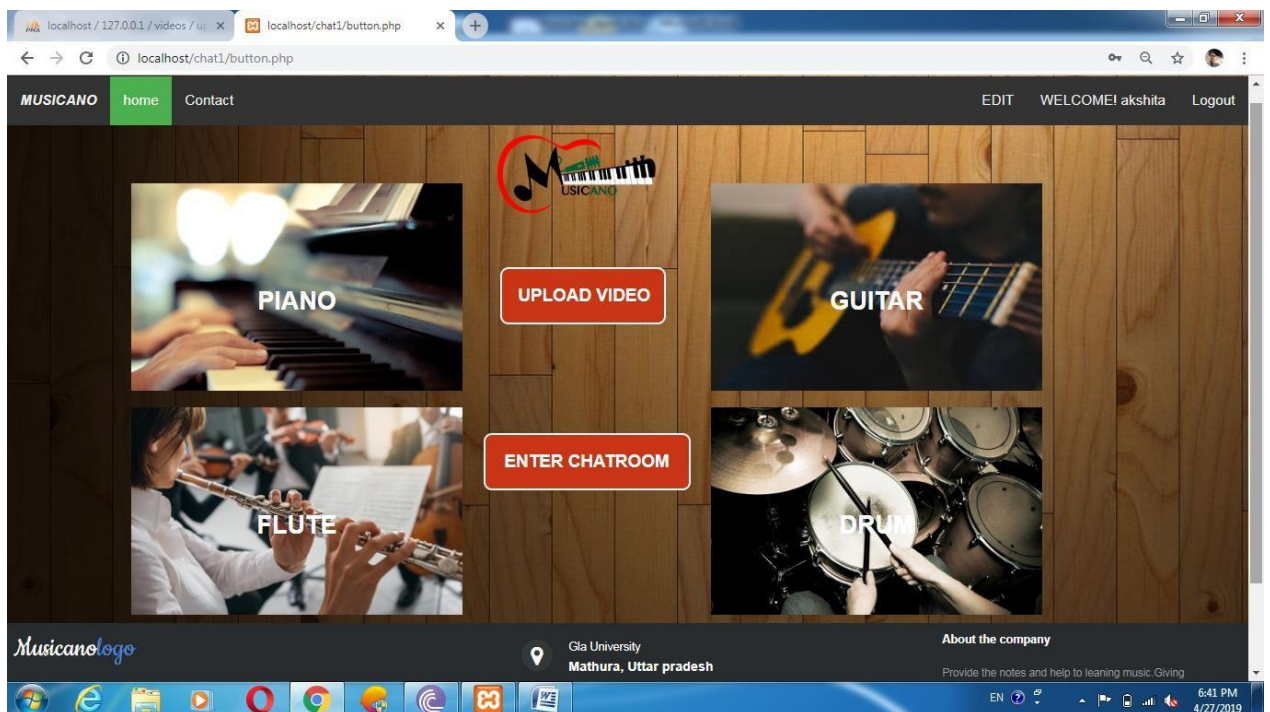 localhost / 127.0.0.1 / videos / up
localhost/chat1/button.php
localhost/chat1/button.php
MUSICANO home Contact EDIT WELCOME! akshita Logout
MUSICANO
PIANO
UPLOAD VIDEO
GUITAR
FLUTE
ENTER CHATROOM
DRUM
Musicanologo
Gla University
Mathura, Uttar pradesh
About the company
Provide the notes and help to leaning music.Giving
EN
6:41 PM
4/27/2019